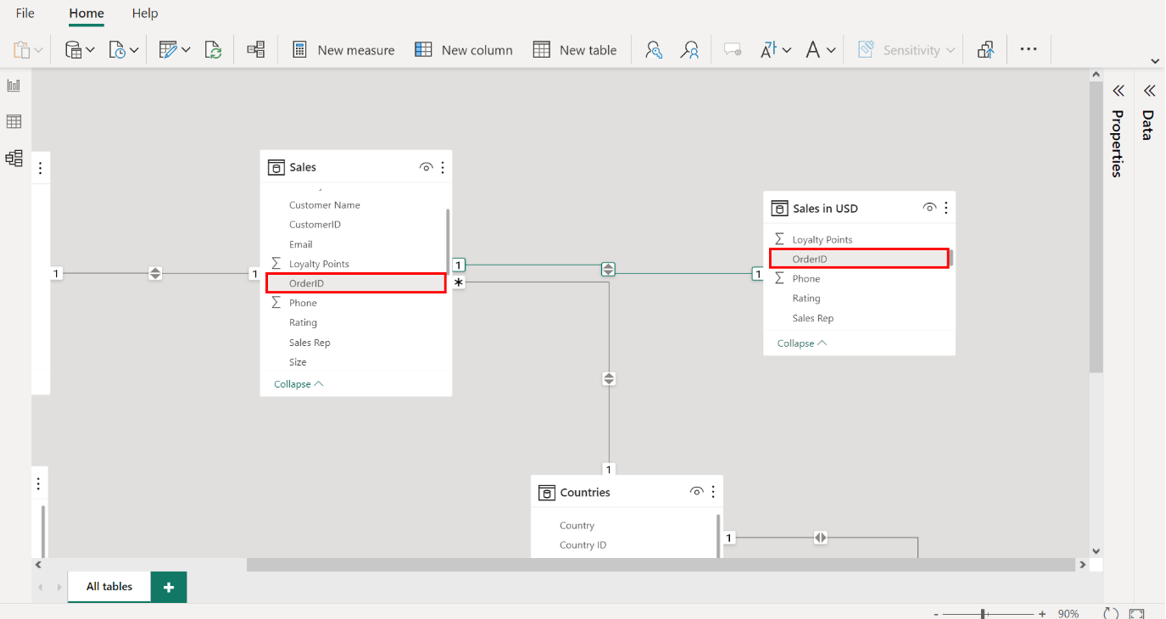 File Home Help
New measure New column New table Sensitivity
Properties
Data
Sales
Customer Name
CustomerID
Email
Loyalty Points
OrderID
Phone
Rating
Sales Rep
Size
Collapse
1
1
1
*
1
1
Sales in USD
Loyalty Points
OrderID
Phone
Rating
Sales Rep
Collapse
Countries
Country
Country ID
1
All tables +
- + 90%